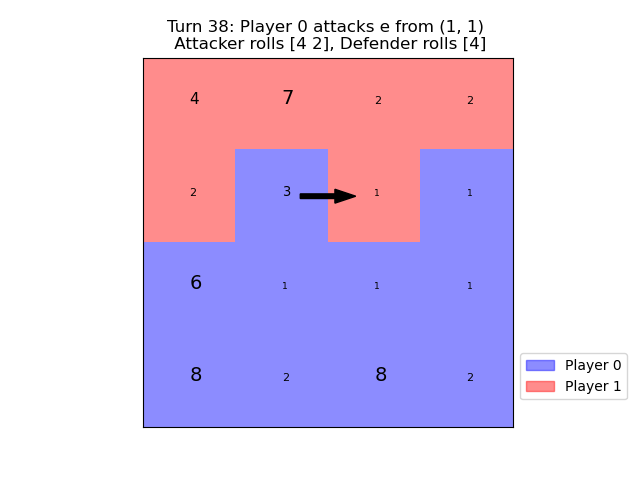 Turn 38: Player 0 attacks e from (1, 1)
Attacker rolls [4 2], Defender rolls [4]
4 7 2 2
2 3 1 1
6 1 1 1
8 2 8 2
Player 0
Player 1